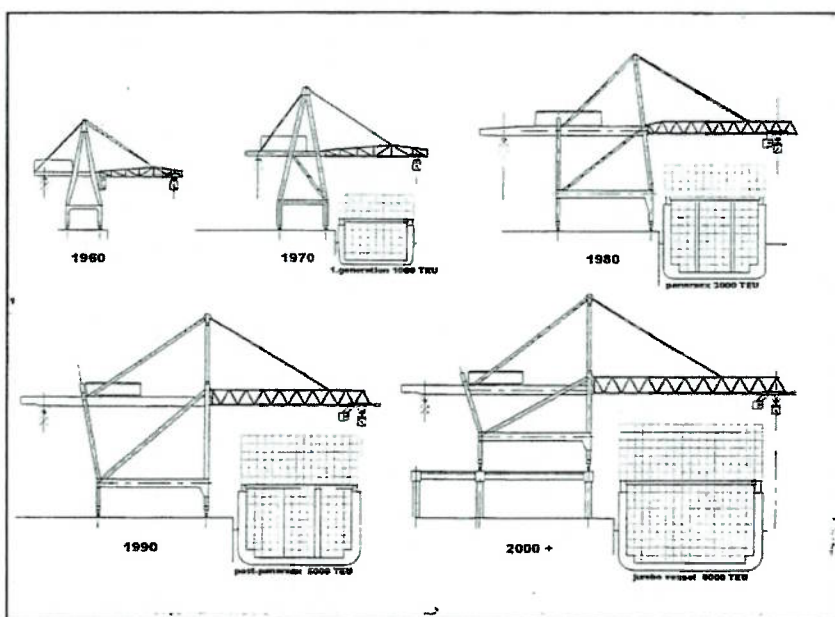 1960
1970
1.generation 1000 TEU
1980
panamax 3000 TEU
1990
post-panamax 5000 TEU
2000 +
jumbo vessel 8000 TEU